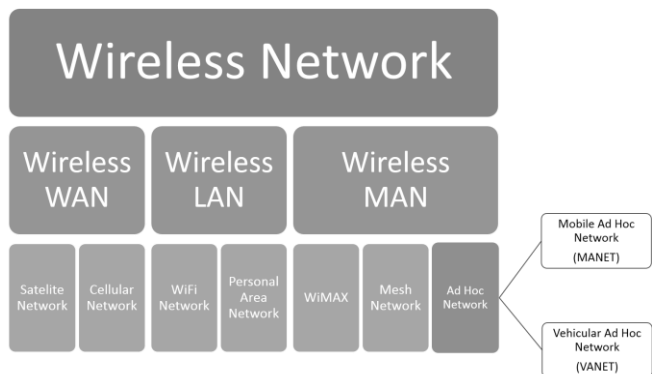 Wireless Network
Wireless
WAN
Wireless
LAN
Wireless
MAN
Satelite
Network
Cellular
Network
WiFi
Network
Personal
Area
Network
WiMAX
Mesh
Network
Ad Hoc
Network
Mobile Ad Hoc
Network
(MANET)
Vehicular Ad Hoc
Network
(VANET)